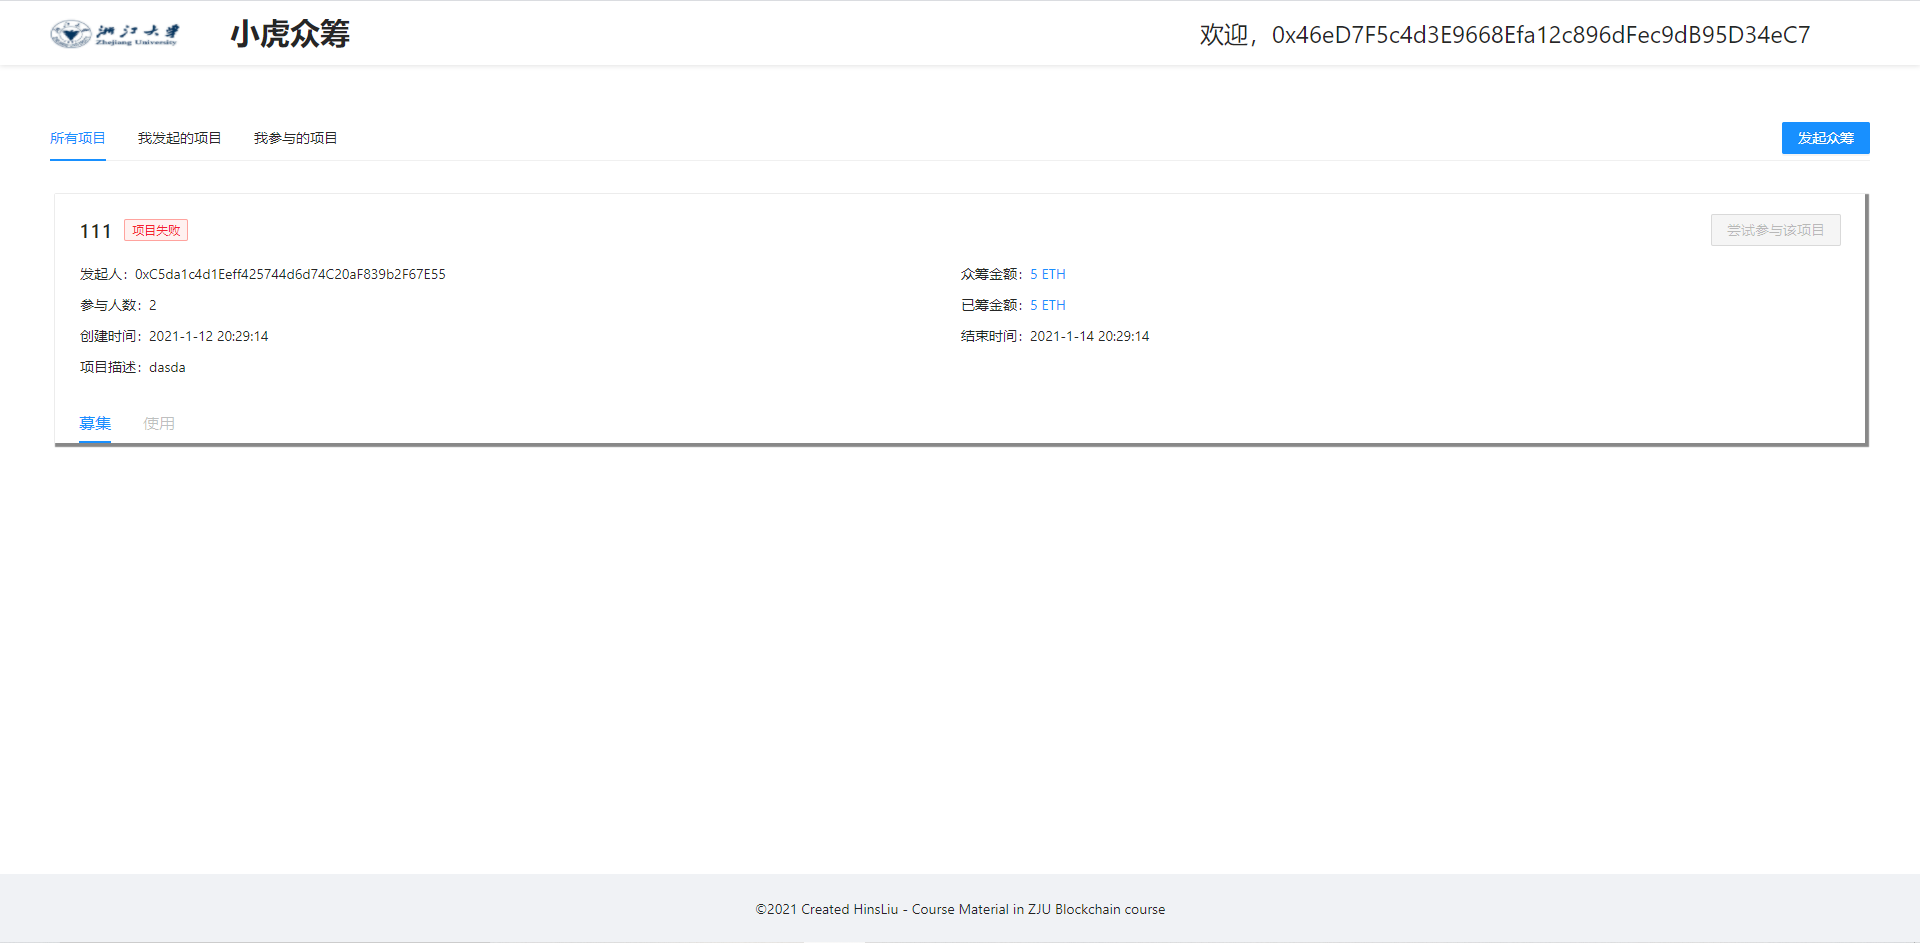 浙江大学
Zhejiang University
小虎众筹
欢迎，0x46eD7F5c4d3E9668Efa12c896dFec9dB95D34eC7
所有项目 我发起的项目 我参与的项目 发起众筹
111 项目失败 尝试参与该项目
发起人：0xC5da1c4d1Eeff425744d6d74C20aF839b2F67E55 众筹金额：5 ETH
参与人数：2 已筹金额：5 ETH
创建时间：2021-1-12 20:29:14 结束时间：2021-1-14 20:29:14
项目描述：dasda
募集 使用
©2021 Created HinsLiu - Course Material in ZJU Blockchain course